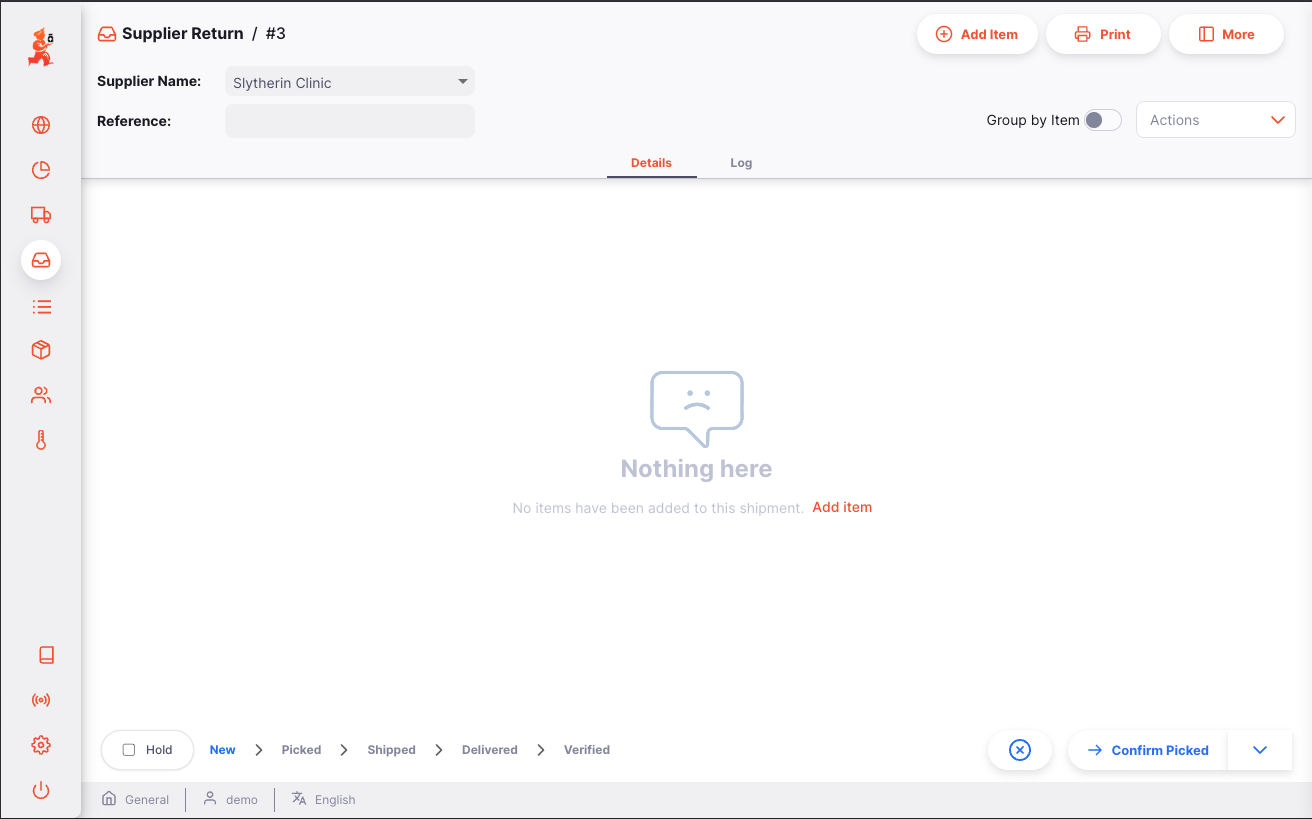 Supplier Return / #3
Add Item
Print
More
Supplier Name:
Slytherin Clinic
Reference:
Group by Item
Actions
Details
Log
Nothing here
No items have been added to this shipment. Add item
Hold
New
Picked
Shipped
Delivered
Verified
Confirm Picked
General
demo
English